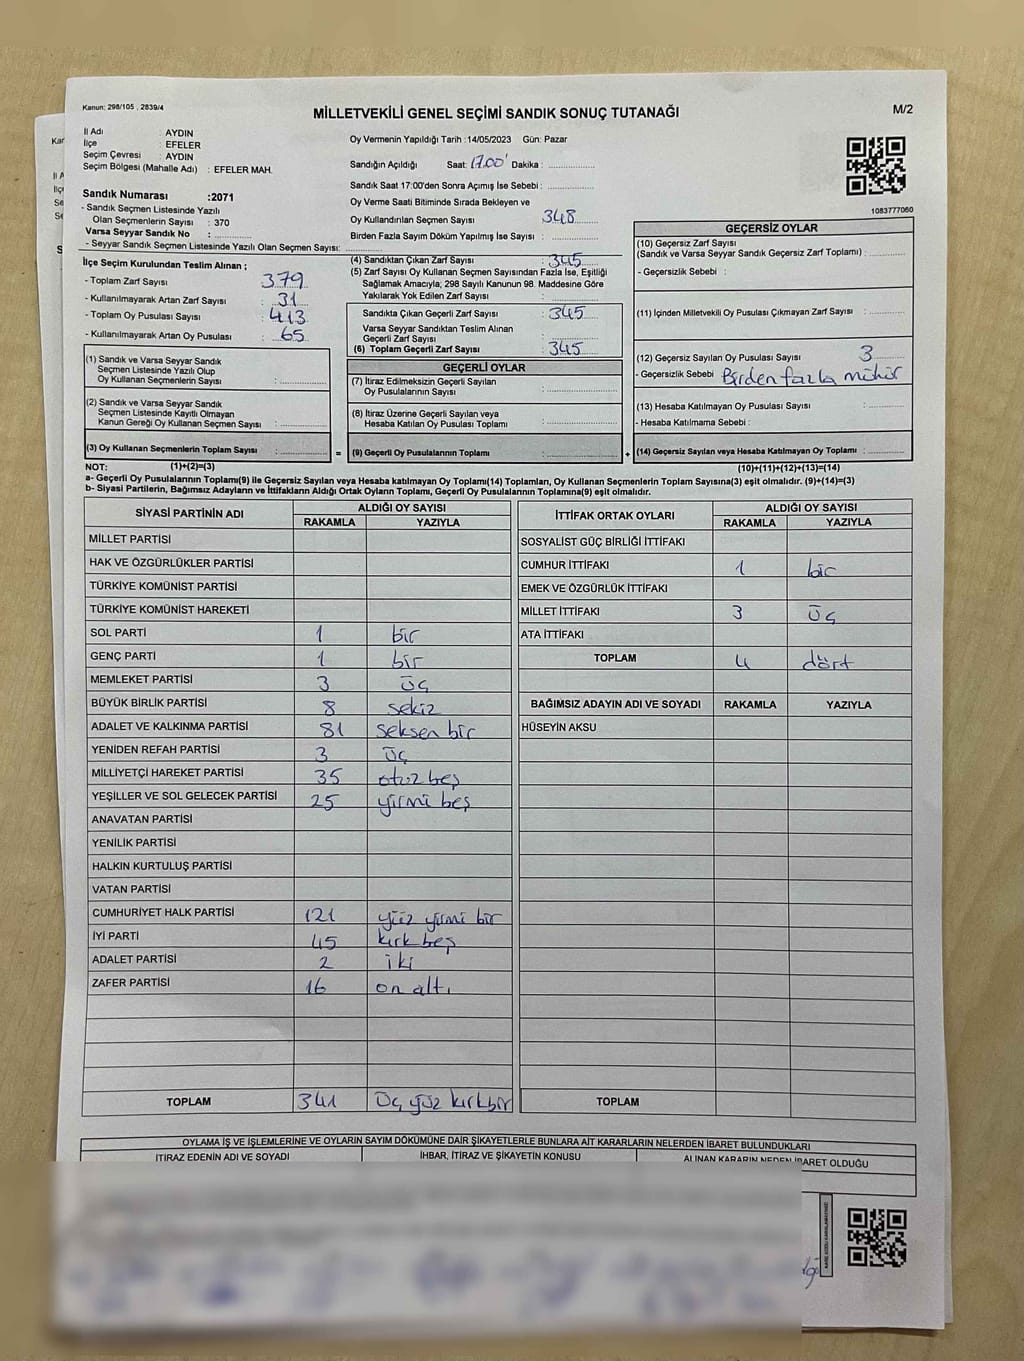 Kanun: 298/105 , 2839/4
MİLLETVEKİLİ GENEL SEÇİMİ SANDIK SONUÇ TUTANAĞI
M/2
İl Adı : AYDIN
İlçe : EFELER
Seçim Çevresi : AYDIN
Seçim Bölgesi (Mahalle Adı) : EFELER MAH.
Sandık Numarası :2071
- Sandık Seçmen Listesinde Yazılı
Olan Seçmenlerin Sayısı : 370
Varsa Seyyar Sandık No :
- Seyyar Sandık Seçmen Listesinde Yazılı Olan Seçmen Sayısı:
Oy Vermenin Yapıldığı Tarih :14/05/2023 Gün: Pazar
Sandığın Açıldığı Saat: 17.00' Dakika :
Sandık Saat 17:00'den Sonra Açımış İse Sebebi :
Oy Verme Saati Bitiminde Sırada Bekleyen ve
Oy Kullandırılan Seçmen Sayısı : 348
Birden Fazla Sayım Döküm Yapılmış İse Sayısı :
1083777060
İlçe Seçim Kurulundan Teslim Alınan ;
- Toplam Zarf Sayısı : 379
- Kullanılmayarak Artan Zarf Sayısı : 31
- Toplam Oy Pusulası Sayısı : 413
- Kullanılmayarak Artan Oy Pusulası : 65
(4) Sandıktan Çıkan Zarf Sayısı : 345
(5) Zarf Sayısı Oy Kullanan Seçmen Sayısından Fazla İse, Eşitliği
Sağlamak Amacıyla; 298 Sayılı Kanunun 98. Maddesine Göre
Yakılarak Yok Edilen Zarf Sayısı :
Sandıkta Çıkan Geçerli Zarf Sayısı : 345
Varsa Seyyar Sandıktan Teslim Alınan
Geçerli Zarf Sayısı :
(6) Toplam Geçerli Zarf Sayısı : 345
GEÇERSİZ OYLAR
(10) Geçersiz Zarf Sayısı
(Sandık ve Varsa Seyyar Sandık Geçersiz Zarf Toplamı) :
- Geçersizlik Sebebi :
(11) İçinden Milletvekili Oy Pusulası Çıkmayan Zarf Sayısı :
(12) Geçersiz Sayılan Oy Pusulası Sayısı : 3
- Geçersizlik Sebebi : Birden fazla mühür
(13) Hesaba Katılmayan Oy Pusulası Sayısı :
- Hesaba Katılmama Sebebi :
(14) Geçersiz Sayılan veya Hesaba Katılmayan Oy Toplamı :
(10)+(11)+(12)+(13)=(14)
(1) Sandık ve Varsa Seyyar Sandık
Seçmen Listesinde Yazılı Olup
Oy Kullanan Seçmenlerin Sayısı :
(2) Sandık ve Varsa Seyyar Sandık
Seçmen Listesinde Kayıtlı Olmayan
Kanun Gereği Oy Kullanan Seçmen Sayısı :
(3) Oy Kullanan Seçmenlerin Toplam Sayısı :
=
GEÇERLİ OYLAR
(7) İtiraz Edilmeksizin Geçerli Sayılan
Oy Pusulalarının Sayısı :
(8) İtiraz Üzerine Geçerli Sayılan veya
Hesaba Katılan Oy Pusulası Toplamı :
(9) Geçerli Oy Pusulalarının Toplamı :
+
NOT: (1)+(2)=(3)
a- Geçerli Oy Pusulalarının Toplamı(9) ile Geçersiz Sayılan veya Hesaba katılmayan Oy Toplamı(14) Toplamları, Oy Kullanan Seçmenlerin Toplam Sayısına(3) eşit olmalıdır. (9)+(14)=(3)
b- Siyasi Partilerin, Bağımsız Adayların ve İttifakların Aldığı Ortak Oyların Toplamı, Geçerli Oy Pusulalarının Toplamına(9) eşit olmalıdır.
SİYASİ PARTİNİN ADI ALDIĞI OY SAYISI
RAKAMLA YAZIYLA
MİLLET PARTİSİ
HAK VE ÖZGÜRLÜKLER PARTİSİ
TÜRKİYE KOMÜNİST PARTİSİ
TÜRKİYE KOMÜNİST HAREKETİ
SOL PARTİ 1 bir
GENÇ PARTİ 1 bir
MEMLEKET PARTİSİ 3 üç
BÜYÜK BİRLİK PARTİSİ 8 sekiz
ADALET VE KALKINMA PARTİSİ 81 seksen bir
YENİDEN REFAH PARTİSİ 3 üç
MİLLİYETÇİ HAREKET PARTİSİ 35 otuz beş
YEŞİLLER VE SOL GELECEK PARTİSİ 25 yirmi beş
ANAVATAN PARTİSİ
YENİLİK PARTİSİ
HALKIN KURTULUŞ PARTİSİ
VATAN PARTİSİ
CUMHURİYET HALK PARTİSİ 121 yüz yirmi bir
İYİ PARTİ 45 kırk beş
ADALET PARTİSİ 2 iki
ZAFER PARTİSİ 16 on altı
TOPLAM 341 Üç yüz kırkbir
İTTİFAK ORTAK OYLARI ALDIĞI OY SAYISI
RAKAMLA YAZIYLA
SOSYALİST GÜÇ BİRLİĞİ İTTİFAKI
CUMHUR İTTİFAKI 1 bir
EMEK VE ÖZGÜRLÜK İTTİFAKI
MİLLET İTTİFAKI 3 üç
ATA İTTİFAKI
TOPLAM 4 dört
BAĞIMSIZ ADAYIN ADI VE SOYADI RAKAMLA YAZIYLA
HÜSEYİN AKSU
TOPLAM
OYLAMA İŞ VE İŞLEMLERİNE VE OYLARIN SAYIM DÖKÜMÜNE DAİR ŞİKAYETLERLE BUNLARA AİT KARARLARIN NELERDEN İBARET BULUNDUKLARI
İTİRAZ EDENİN ADI VE SOYADI İHBAR, İTİRAZ VE ŞİKAYETİN KONUSU ALINAN KARARIN NEDEN İBARET OLDUĞU